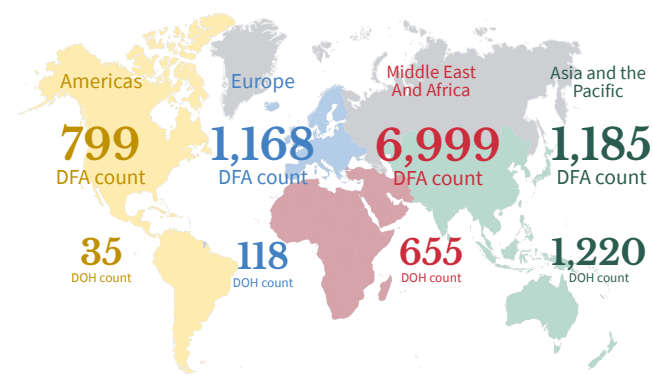 Americas
799
DFA count
35
DOH count
Europe
1,168
DFA count
118
DOH count
Middle East
And Africa
6,999
DFA count
655
DOH count
Asia and the
Pacific
1,185
DFA count
1,220
DOH count